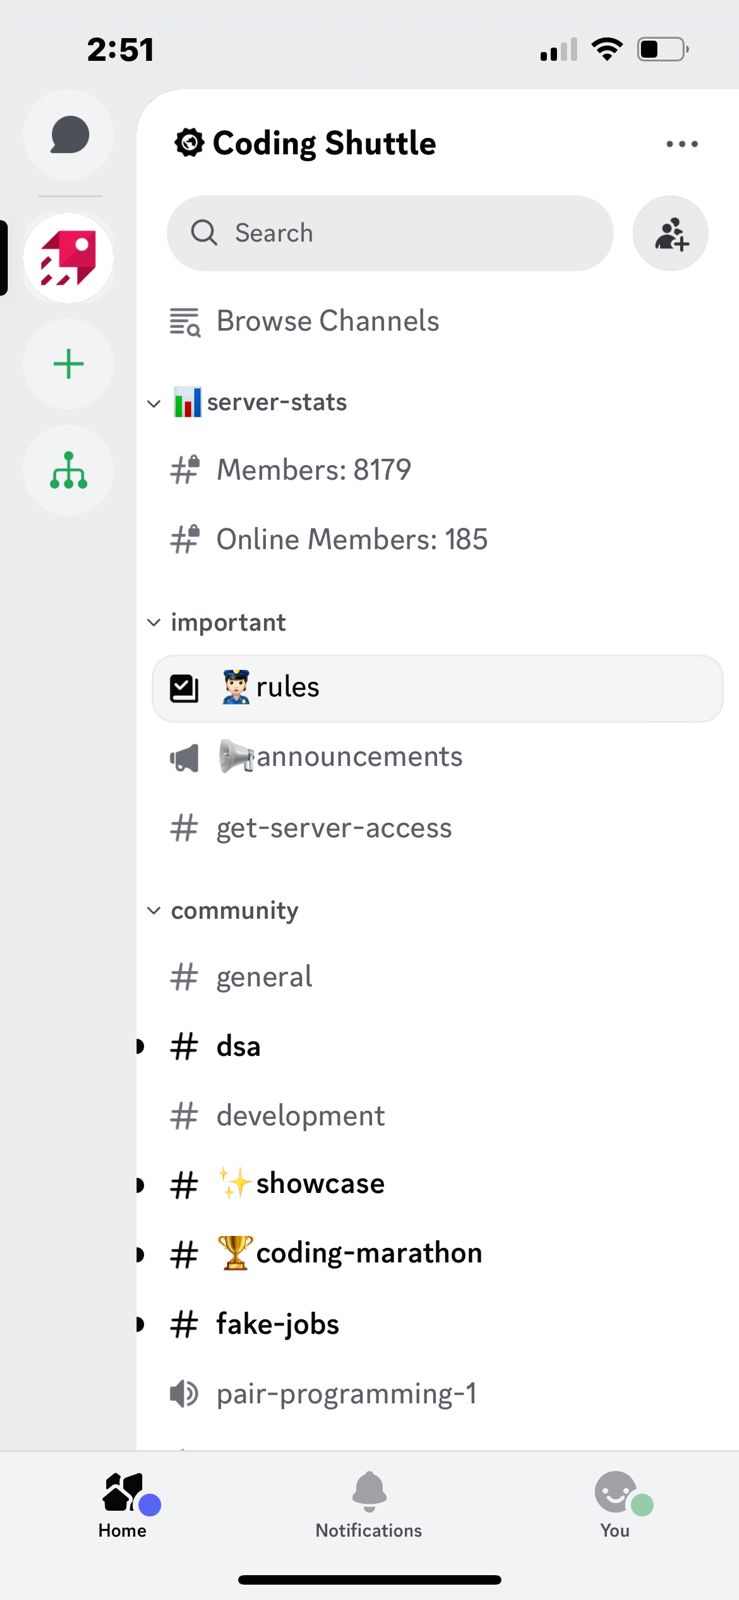 2:51
Coding Shuttle
Search
Browse Channels
server-stats
Members: 8179
Online Members: 185
important
rules
announcements
get-server-access
community
general
dsa
development
showcase
coding-marathon
fake-jobs
pair-programming-1
Home
Notifications
You